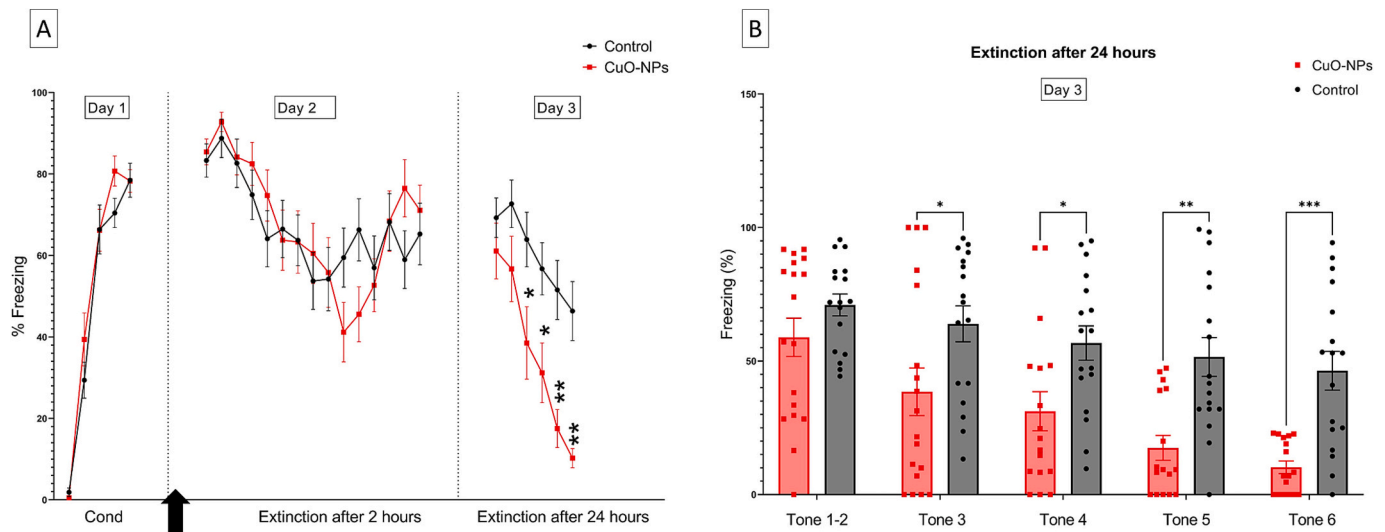 A
Control
CuO-NPs
Day 1
Day 2
Day 3
% Freezing
100
80
60
40
20
0
*
*
**
**
Cond
Extinction after 2 hours
Extinction after 24 hours
B
Extinction after 24 hours
Day 3
CuO-NPs
Control
Freezing (%)
150
100
50
0
*
*
**
***
Tone 1-2
Tone 3
Tone 4
Tone 5
Tone 6